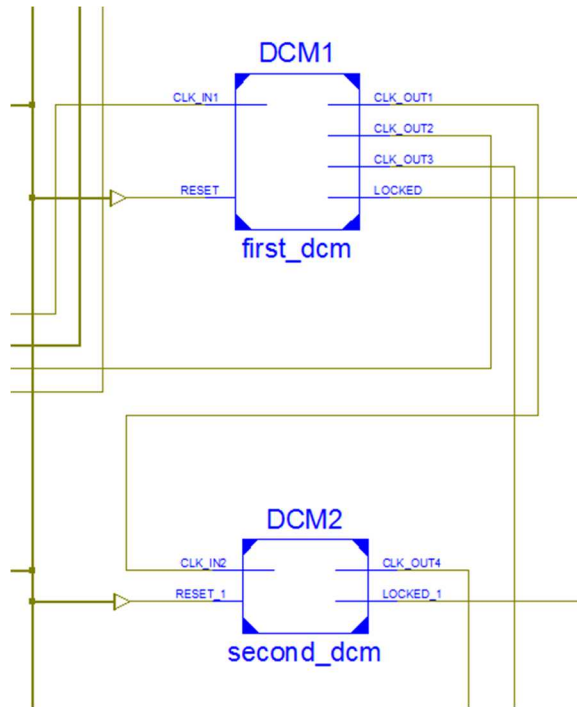 DCM1
CLK_IN1 CLK_OUT1
CLK_OUT2
CLK_OUT3
RESET LOCKED
first_dcm
DCM2
CLK_IN2 CLK_OUT4
RESET_1 LOCKED_1
second_dcm